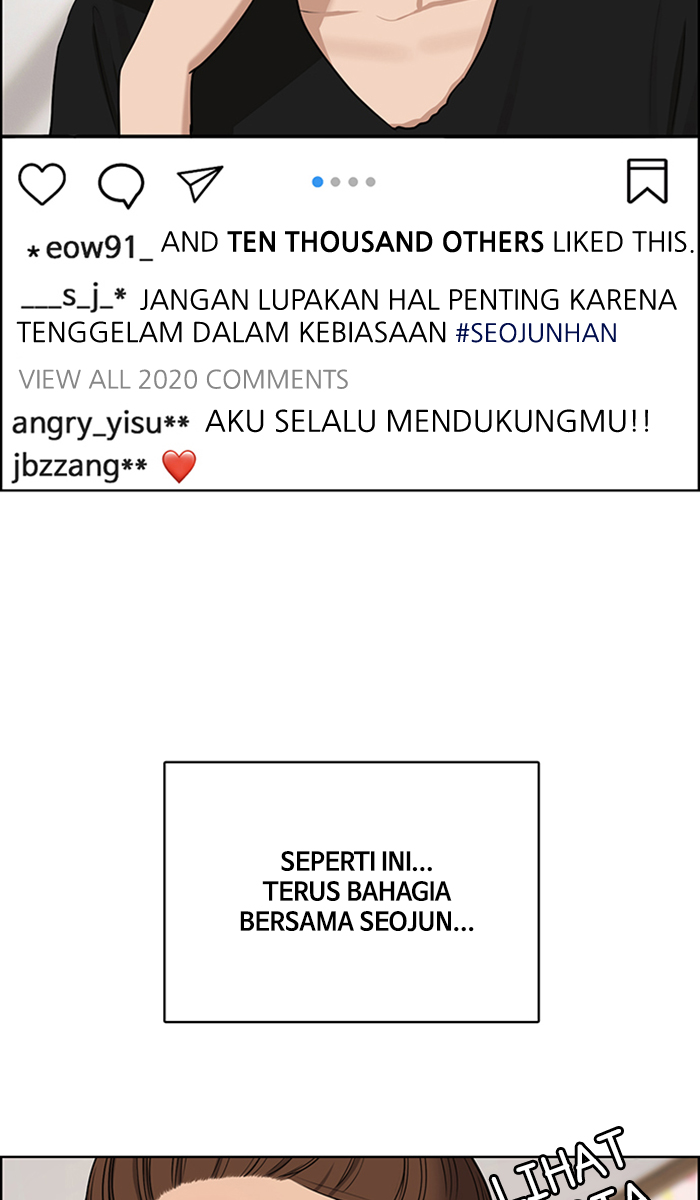 *eow91_ AND TEN THOUSAND OTHERS LIKED THIS.
___s_j_* JANGAN LUPAKAN HAL PENTING KARENA
TENGGELAM DALAM KEBIASAAN #SEOJUNHAN
VIEW ALL 2020 COMMENTS
angry_yisu** AKU SELALU MENDUKUNGMU!!
jbzzang** ❤️
SEPERTI INI...
TERUS BAHAGIA
BERSAMA SEOJUN...
LIHAT